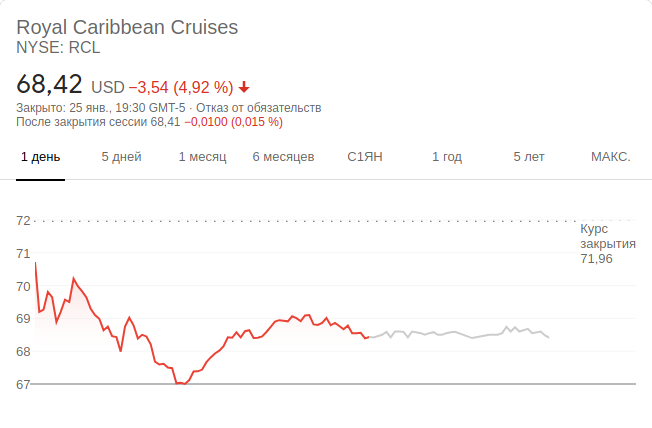 Royal Caribbean Cruises
NYSE: RCL
68,42 USD −3,54 (4,92 %)
Закрыто: 25 янв., 19:30 GMT-5 · Отказ от обязательств
После закрытия сессии 68,41 −0,0100 (0,015 %)
1 день 5 дней 1 месяц 6 месяцев С1ЯН 1 год 5 лет МАКС.
72
Курс
закрытия
71,96
71
70
69
68
67